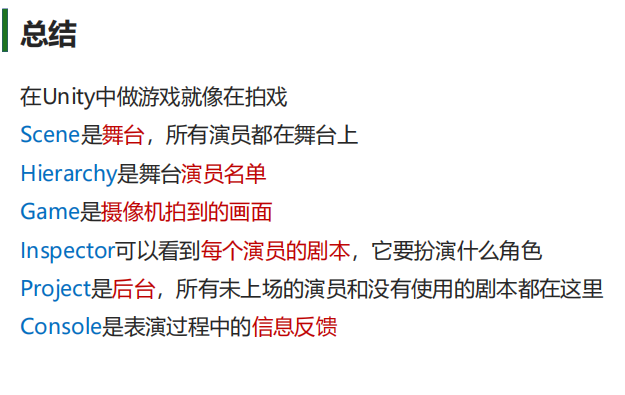 总结
在Unity中做游戏就像在拍戏
Scene是舞台，所有演员都在舞台上
Hierarchy是舞台演员名单
Game是摄像机拍到的画面
Inspector可以看到每个演员的剧本，它要扮演什么角色
Project是后台，所有未上场的演员和没有使用的剧本都在这里
Console是表演过程中的信息反馈